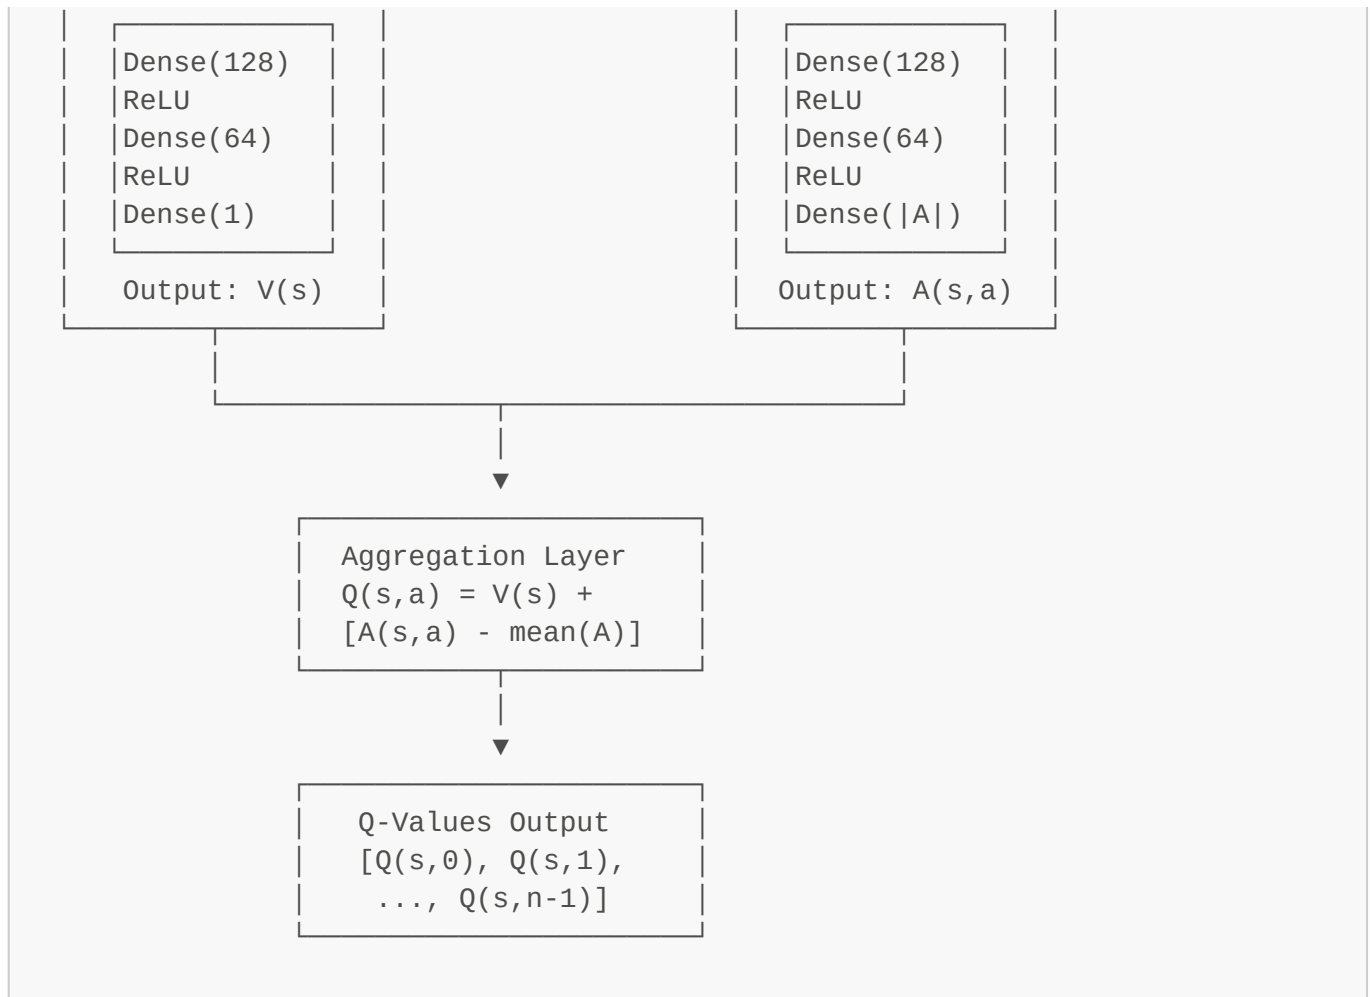 Dense(128)
ReLU
Dense(64)
ReLU
Dense(1)
Output: V(s)
Dense(128)
ReLU
Dense(64)
ReLU
Dense(|A|)
Output: A(s,a)
Aggregation Layer
Q(s,a) = V(s) +
[A(s,a) - mean(A)]
Q-Values Output
[Q(s,0), Q(s,1),
..., Q(s,n-1)]